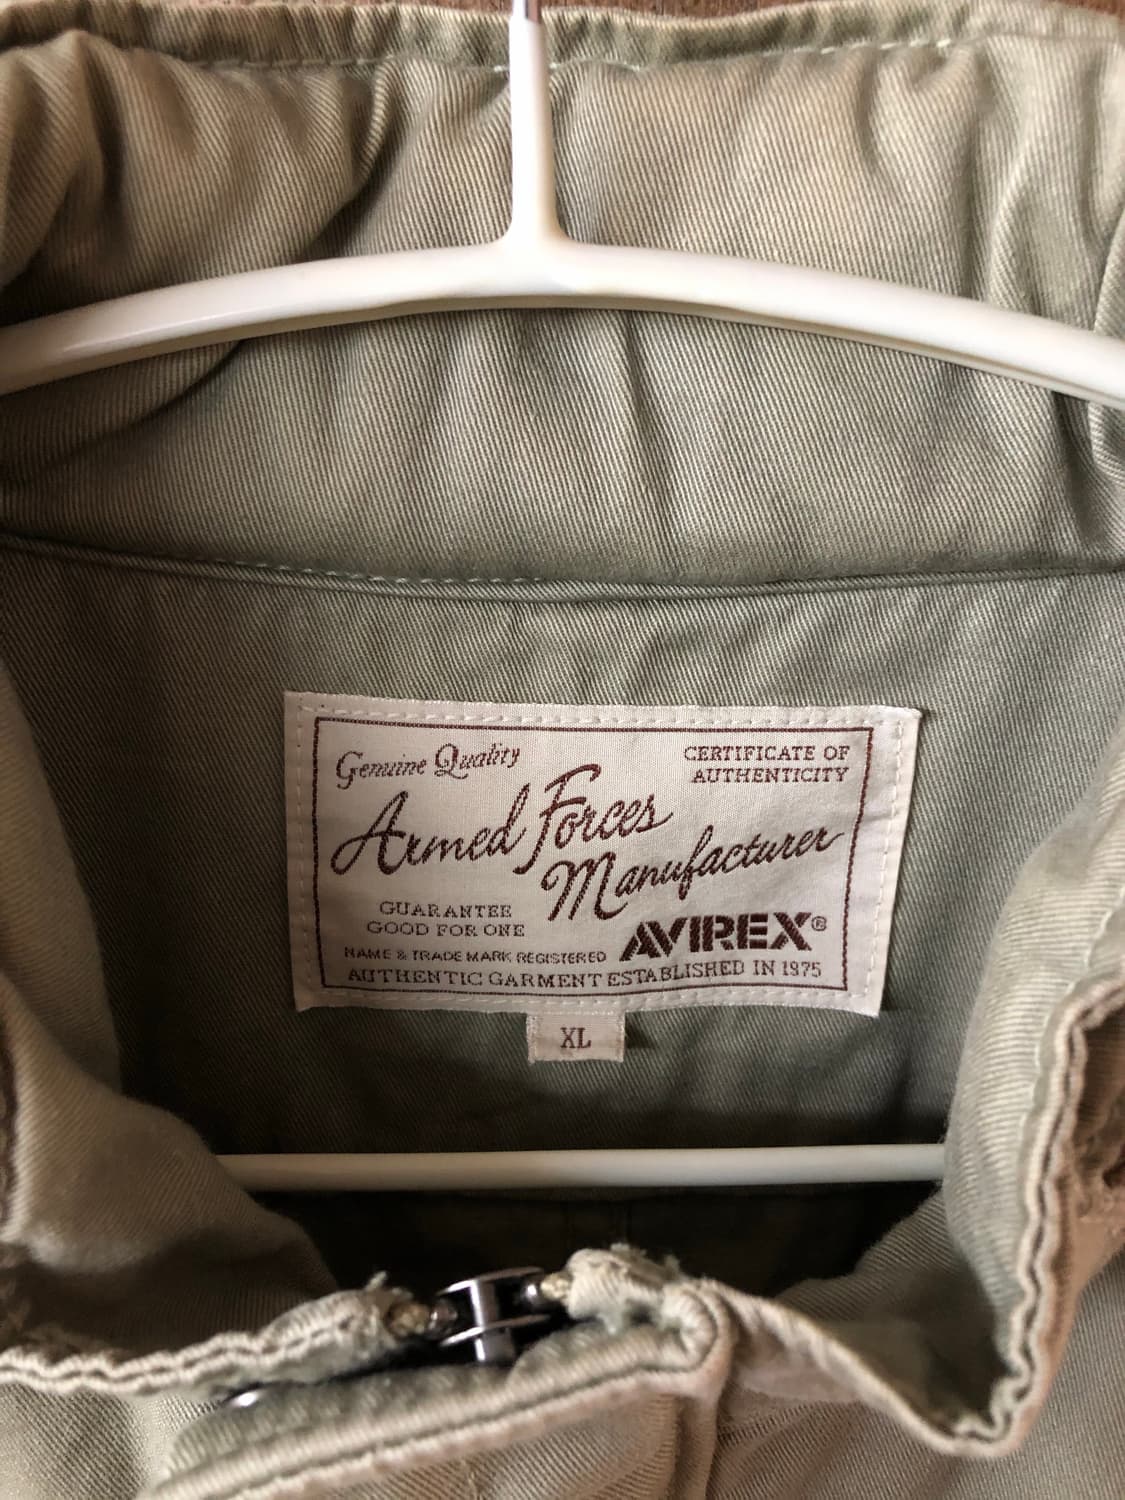 Genuine Quality
CERTIFICATE OF
AUTHENTICITY
Armed Forces
Manufacturer
GUARANTEE
GOOD FOR ONE
AVIREX®
NAME & TRADE MARK REGISTERED
AUTHENTIC GARMENT ESTABLISHED IN 1975
XL